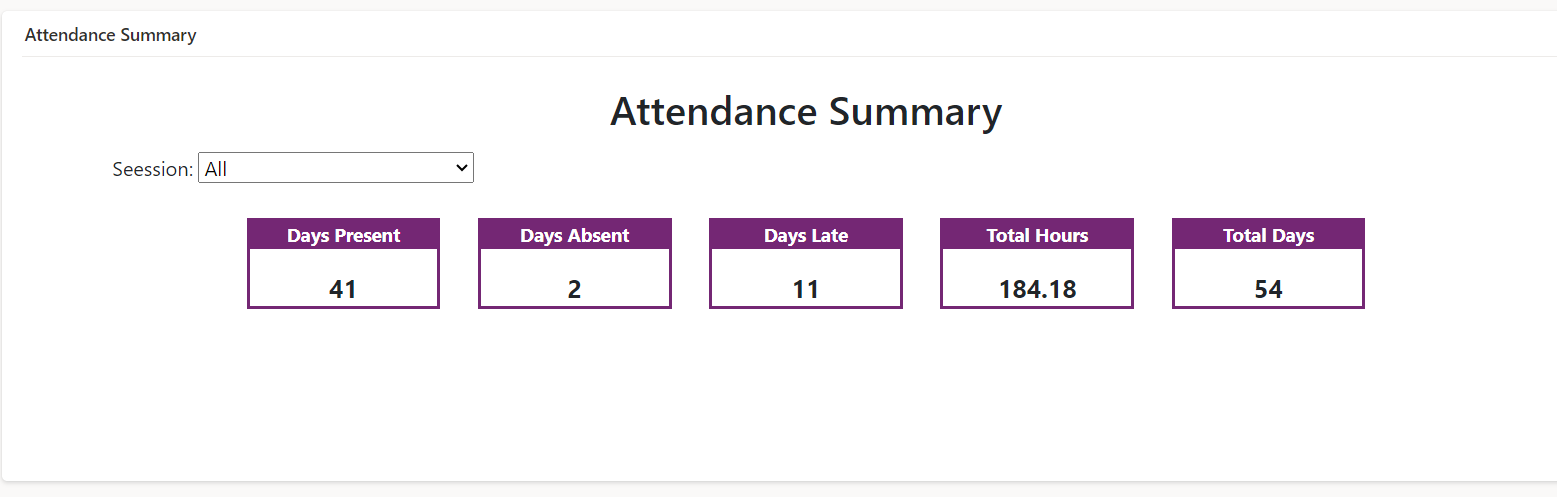 Attendance Summary
Attendance Summary
Seession: All
Days Present Days Absent Days Late Total Hours Total Days
41 2 11 184.18 54